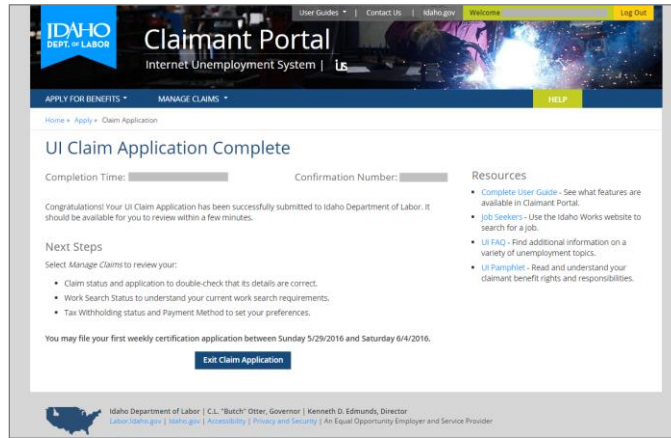 User Guides | Contact Us | Idaho.gov Welcome Log Out
IDAHO
DEPT. OF LABOR
Claimant Portal
Internet Unemployment System | ius
APPLY FOR BENEFITS MANAGE CLAIMS HELP
Home » Apply » Claim Application
UI Claim Application Complete
Completion Time: Confirmation Number:
Congratulations! Your UI Claim Application has been successfully submitted to Idaho Department of Labor. It
should be available for you to review within a few minutes.
Next Steps
Select Manage Claims to review your:
• Claim status and application to double-check that its details are correct.
• Work Search Status to understand your current work search requirements.
• Tax Withholding status and Payment Method to set your preferences.
You may file your first weekly certification application between Sunday 5/29/2016 and Saturday 6/4/2016.
Exit Claim Application
Resources
• Complete User Guide - See what features are
available in Claimant Portal.
• Job Seekers - Use the Idaho Works website to
search for a job.
• UI FAQ - Find additional information on a
variety of unemployment topics.
• UI Pamphlet - Read and understand your
claimant benefit rights and responsibilities.
Idaho Department of Labor | C.L. "Butch" Otter, Governor | Kenneth D. Edmunds, Director
Labor.Idaho.gov | Idaho.gov | Accessibility | Privacy and Security | An Equal Opportunity Employer and Service Provider